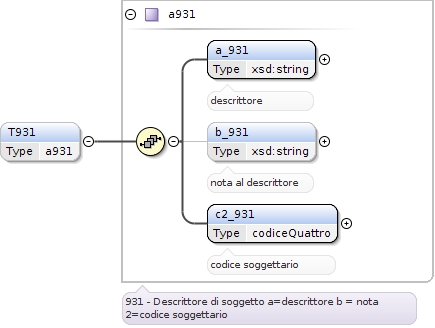 a931
a_931
Type xsd:string
descrittore
T931
Type a931
b_931
Type xsd:string
nota al descrittore
c2_931
Type codiceQuattro
codice soggettario
931 - Descrittore di soggetto a=descrittore b = nota
2=codice soggettario